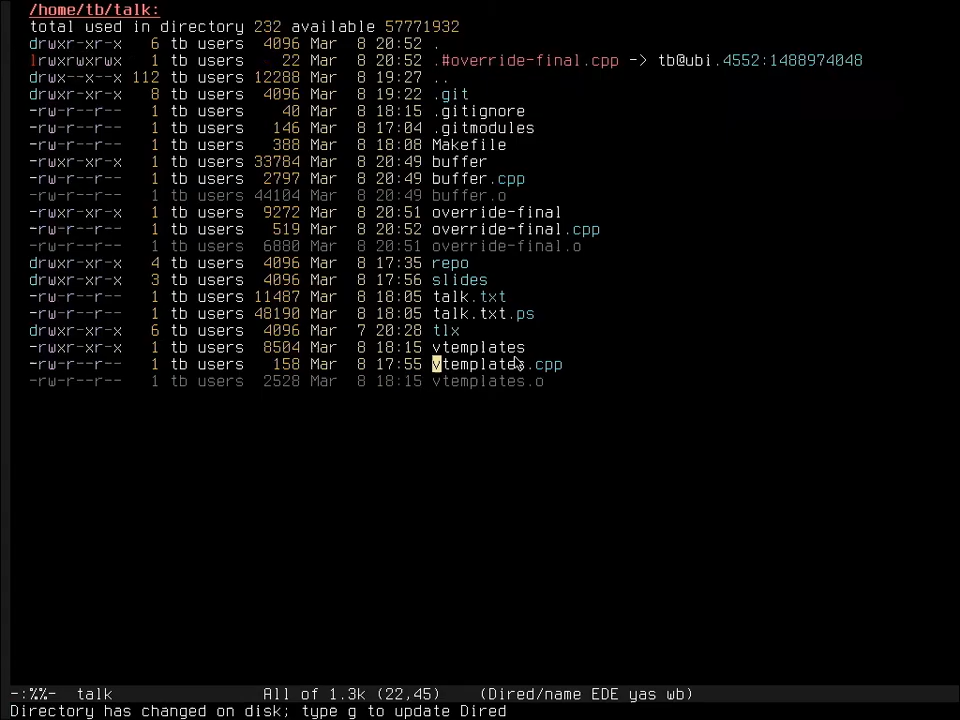 /home/tb/talk:
total used in directory 232 available 57771932
drwxr-xr-x   6 tb users  4096 Mar  8 20:52 .
lrwxrwxrwx   1 tb users    22 Mar  8 20:52 .#override-final.cpp -> tb@ubi.4552:1488974048
drwx--x--x 112 tb users 12288 Mar  8 19:27 ..
drwxr-xr-x   8 tb users  4096 Mar  8 19:22 .git
-rw-r--r--   1 tb users    40 Mar  8 18:15 .gitignore
-rw-r--r--   1 tb users   146 Mar  8 17:04 .gitmodules
-rw-r--r--   1 tb users   388 Mar  8 18:08 Makefile
-rwxr-xr-x   1 tb users 33784 Mar  8 20:49 buffer
-rw-r--r--   1 tb users  2797 Mar  8 20:49 buffer.cpp
-rw-r--r--   1 tb users 44104 Mar  8 20:49 buffer.o
-rwxr-xr-x   1 tb users  9272 Mar  8 20:51 override-final
-rw-r--r--   1 tb users   519 Mar  8 20:52 override-final.cpp
-rw-r--r--   1 tb users  6880 Mar  8 20:51 override-final.o
drwxr-xr-x   4 tb users  4096 Mar  8 17:35 repo
drwxr-xr-x   3 tb users  4096 Mar  8 17:56 slides
-rw-r--r--   1 tb users 11487 Mar  8 18:05 talk.txt
-rw-r--r--   1 tb users 48190 Mar  8 18:05 talk.txt.ps
drwxr-xr-x   6 tb users  4096 Mar  7 20:28 tlx
-rwxr-xr-x   1 tb users  8504 Mar  8 18:15 vtemplates
-rw-r--r--   1 tb users   158 Mar  8 17:55 vtemplates.cpp
-rw-r--r--   1 tb users  2528 Mar  8 18:15 vtemplates.o
-:%%-  talk                All of 1.3k (22,45)    (Dired/name EDE yas wb)
Directory has changed on disk; type g to update Dired